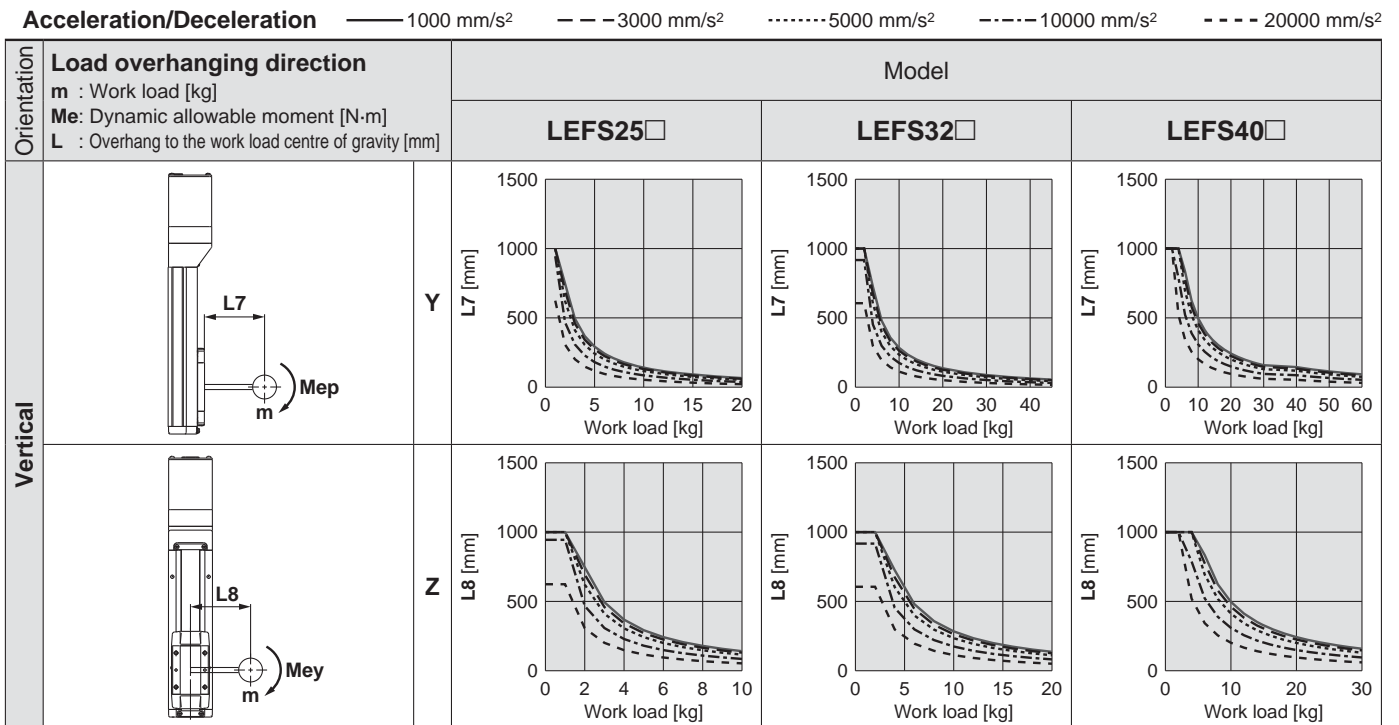 Acceleration/Deceleration 1000 mm/s² 3000 mm/s² 5000 mm/s² 10000 mm/s² 20000 mm/s²
Orientation
Load overhanging direction
m : Work load [kg]
Me: Dynamic allowable moment [N·m]
L : Overhang to the work load centre of gravity [mm]
Model
LEFS25□ LEFS32□ LEFS40□
Vertical
L7
Mep
m
Y
L7 [mm]
1500
1000
500
0
0 5 10 15 20
Work load [kg]
L7 [mm]
1500
1000
500
0
0 10 20 30 40
Work load [kg]
L7 [mm]
1500
1000
500
0
0 10 20 30 40 50 60
Work load [kg]
L8
Mey
m
Z
L8 [mm]
1500
1000
500
0
0 2 4 6 8 10
Work load [kg]
L8 [mm]
1500
1000
500
0
0 5 10 15 20
Work load [kg]
L8 [mm]
1500
1000
500
0
0 10 20 30
Work load [kg]